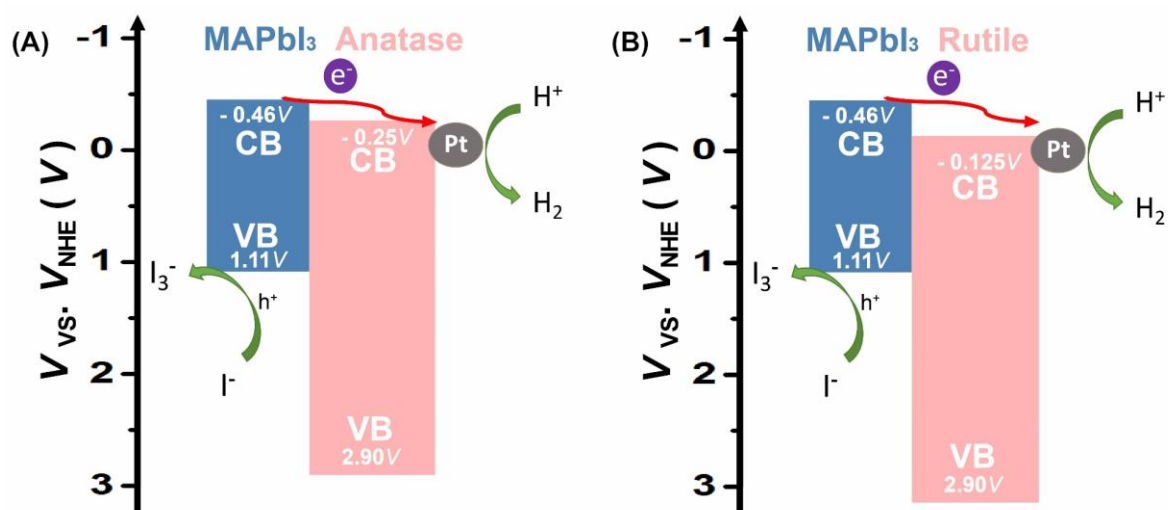 (A)
MAPbI₃ Anatase
e⁻
-1
0
1
2
3
V vs. V_NHE ( V )
- 0.46V
CB
VB
1.11V
- 0.25V
CB
VB
2.90V
Pt
H⁺
H₂
I₃⁻
h⁺
I⁻
(B)
MAPbI₃ Rutile
e⁻
-1
0
1
2
3
V vs. V_NHE ( V )
- 0.46V
CB
VB
1.11V
- 0.125V
CB
VB
2.90V
Pt
H⁺
H₂
I₃⁻
h⁺
I⁻